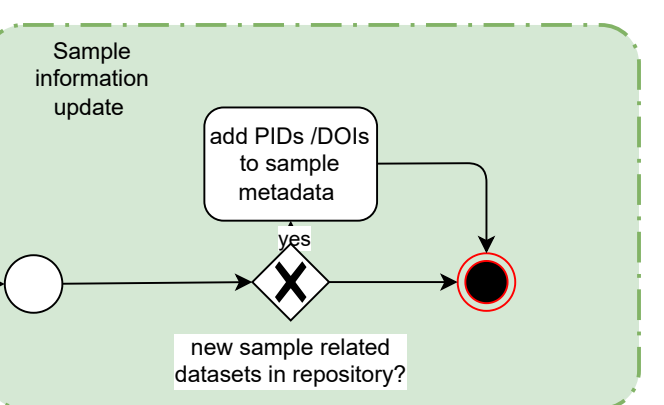 Sample
information
update
add PIDs /DOIs
to sample
metadata
yes
new sample related
datasets in repository?